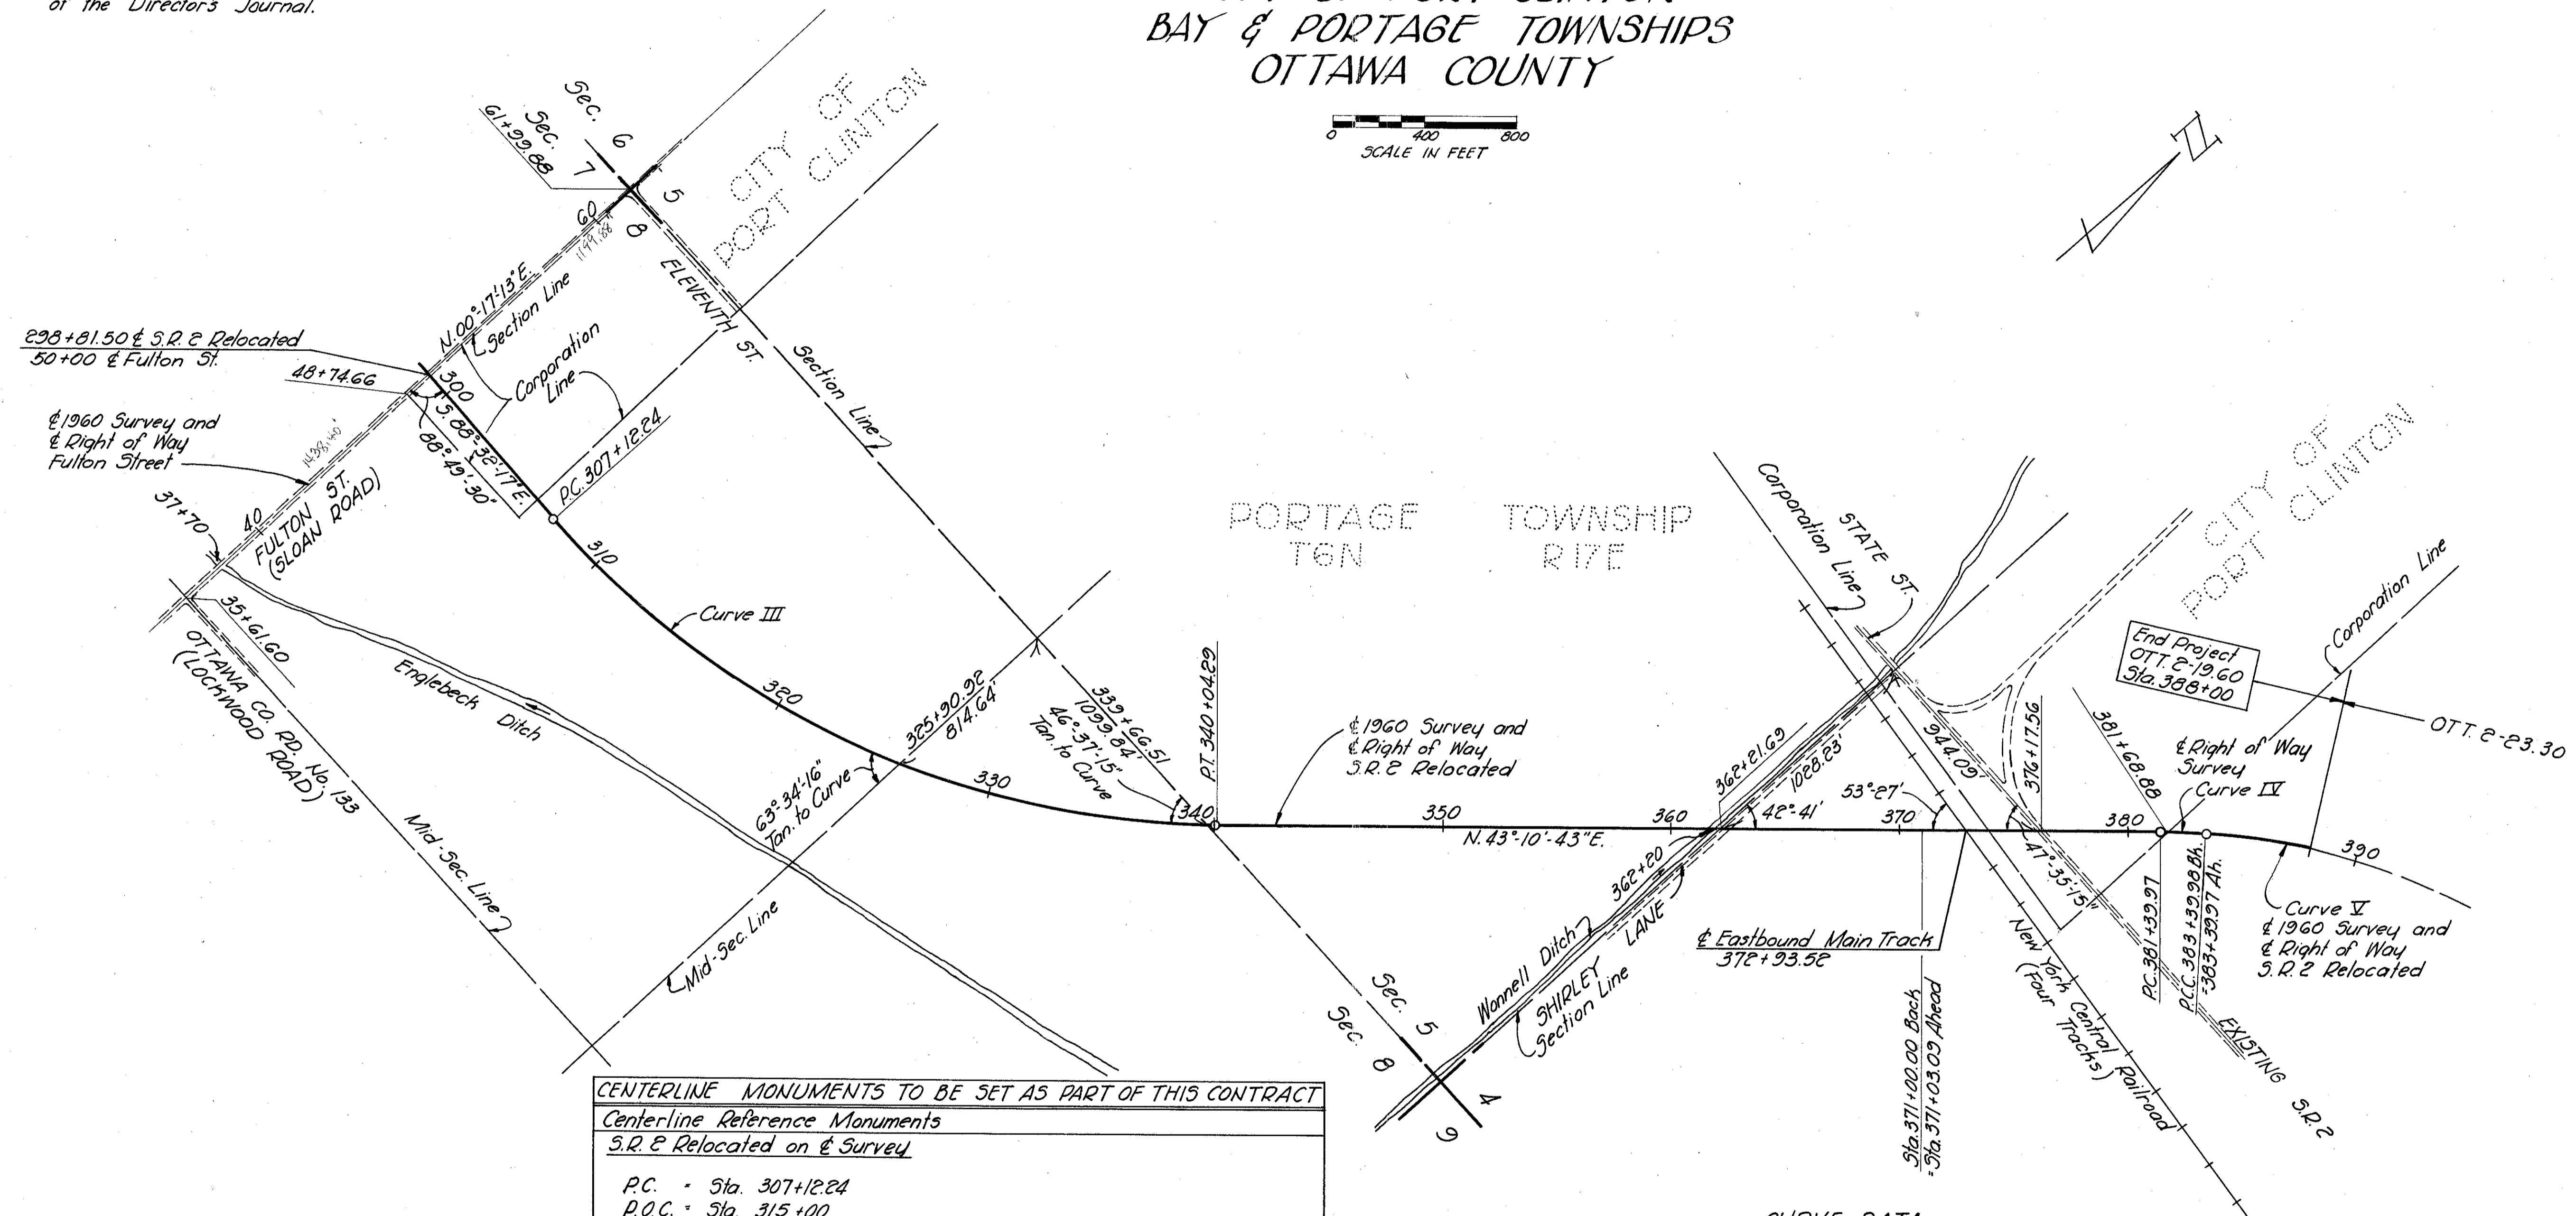 of the Director's Journal.
BAY & PORTAGE TOWNSHIPS
OTTAWA COUNTY
0 400 800
SCALE IN FEET
N
Sec. 6
Sec. 7
61+99.88
5
8
60
1199.88'
CITY OF
PORT CLINTON
ELEVENTH ST.
N.00°-17'-13"E.
Section Line
Corporation
Line
298+81.50 ℄ S.R. 2 Relocated
50+00 ℄ Fulton St.
48+74.66
300
S.88°-32'-17"E.
88°-49'-30"
P.C. 307+12.24
Section Line
℄ 1960 Survey and
℄ Right of Way
Fulton Street
1438.40'
37+70
40
FULTON ST.
(SLOAN ROAD)
35+61.60
OTTAWA CO. RD. No. 133
(LOCKWOOD ROAD)
Englebeck Ditch
Mid-Sec. Line
Mid-Sec. Line
310
Curve III
320
63°-34'-16"
Tan. to Curve
325+90.92
814.64'
330
339+66.51
1099.84'
46°-37'-15"
Tan. to Curve
340
P.T. 340+04.29
PORTAGE TOWNSHIP
T6N R17E
℄ 1960 Survey and
℄ Right of Way
S.R. 2 Relocated
350
N.43°-10'-43"E.
360
362+21.69
1028.23'
42°-41'
362+20
Wonnell Ditch
SHIRLEY LANE
Section Line
Sec. 5
Sec. 8
4
9
Corporation Line
STATE ST.
53°-27'
370
944.09'
376+17.56
47°-35'-15"
℄ Eastbound Main Track
372+93.52
Sta. 371+00.00 Back
=Sta. 371+03.09 Ahead
New York Central Railroad
(Four Tracks)
CITY OF
PORT CLINTON
Corporation Line
End Project
OTT. 2-19.60
Sta. 388+00
OTT. 2-23.30
381+68.88
℄ Right of Way
Survey
Curve IV
380
390
P.C. 381+39.97
P.C.C. 383+39.98 Bk.
=383+39.97 Ah.
Curve V
℄ 1960 Survey and
℄ Right of Way
S.R. 2 Relocated
EXISTING S.R. 2
CENTERLINE MONUMENTS TO BE SET AS PART OF THIS CONTRACT
Centerline Reference Monuments
S.R. 2 Relocated on ℄ Survey
P.C. = Sta. 307+12.24
P.O.C. = Sta. 315+00